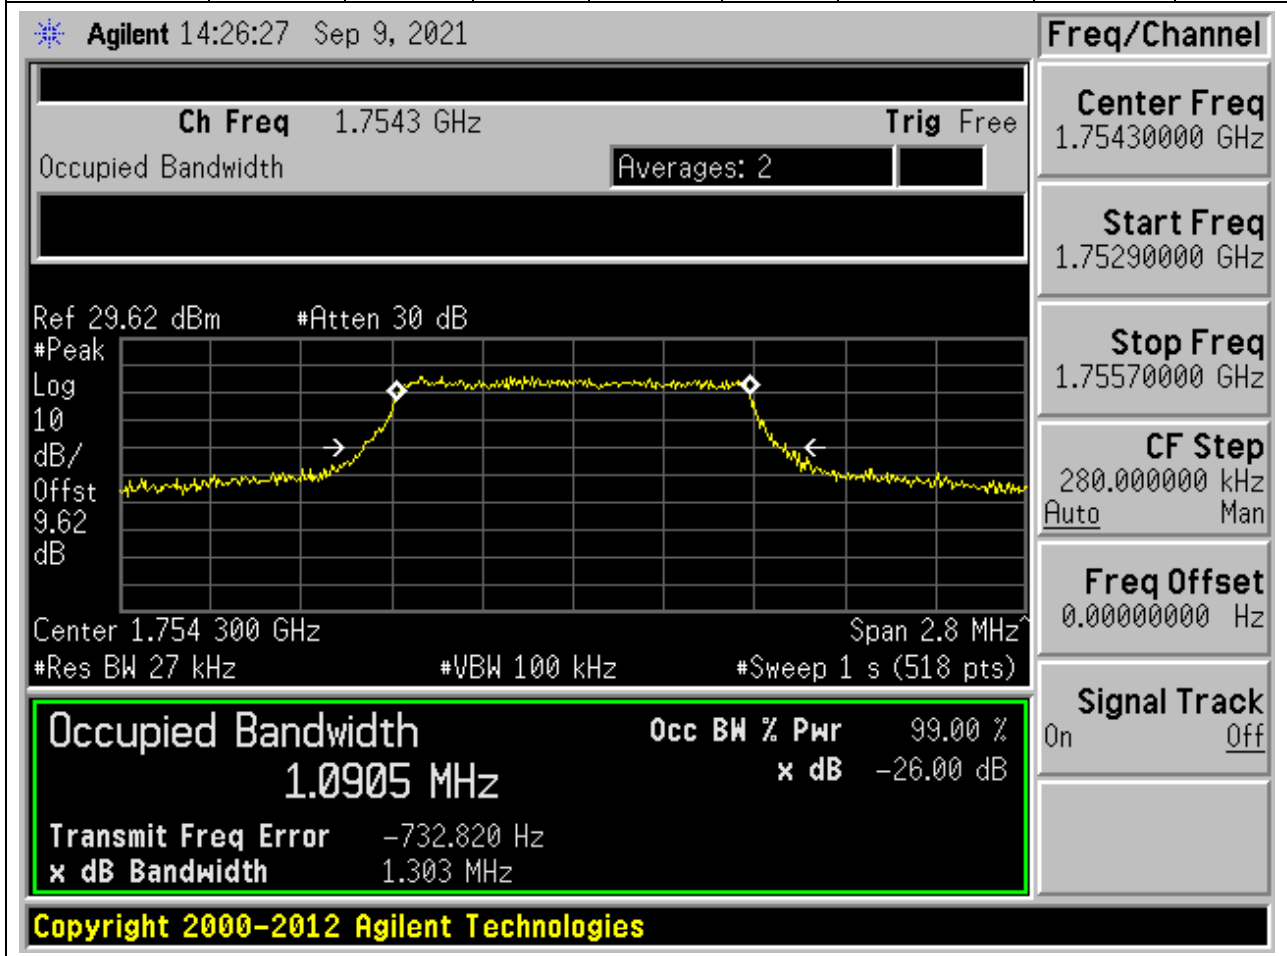 Agilent 14:26:27 Sep 9, 2021
Freq/Channel
Ch Freq 1.7543 GHz Trig Free
Occupied Bandwidth Averages: 2
Ref 29.62 dBm #Atten 30 dB
#Peak
Log
10
dB/
Offst
9.62
dB
Center 1.754 300 GHz Span 2.8 MHz^
#Res BW 27 kHz #VBW 100 kHz #Sweep 1 s (518 pts)
Occupied Bandwidth Occ BW % Pwr 99.00 %
1.0905 MHz x dB -26.00 dB
Transmit Freq Error -732.820 Hz
x dB Bandwidth 1.303 MHz
Copyright 2000-2012 Agilent Technologies
Center Freq
1.75430000 GHz
Start Freq
1.75290000 GHz
Stop Freq
1.75570000 GHz
CF Step
280.000000 kHz
Auto Man
Freq Offset
0.00000000 Hz
Signal Track
On Off